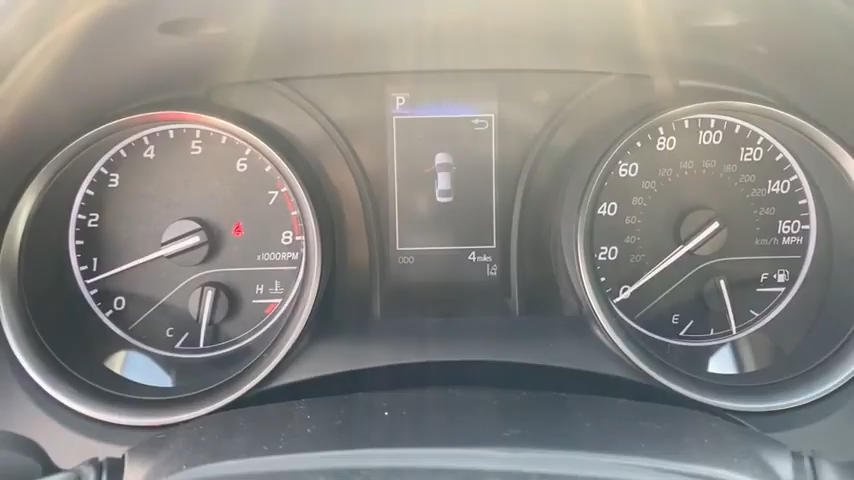 P
0 1 2 3 4 5 6 7 8
x1000RPM
C H
000
4 miles
0 20 40 60 80 100 120 140 160
20 40 60 80 100 120 140 160 180 200 220 240
km/h MPH
E F